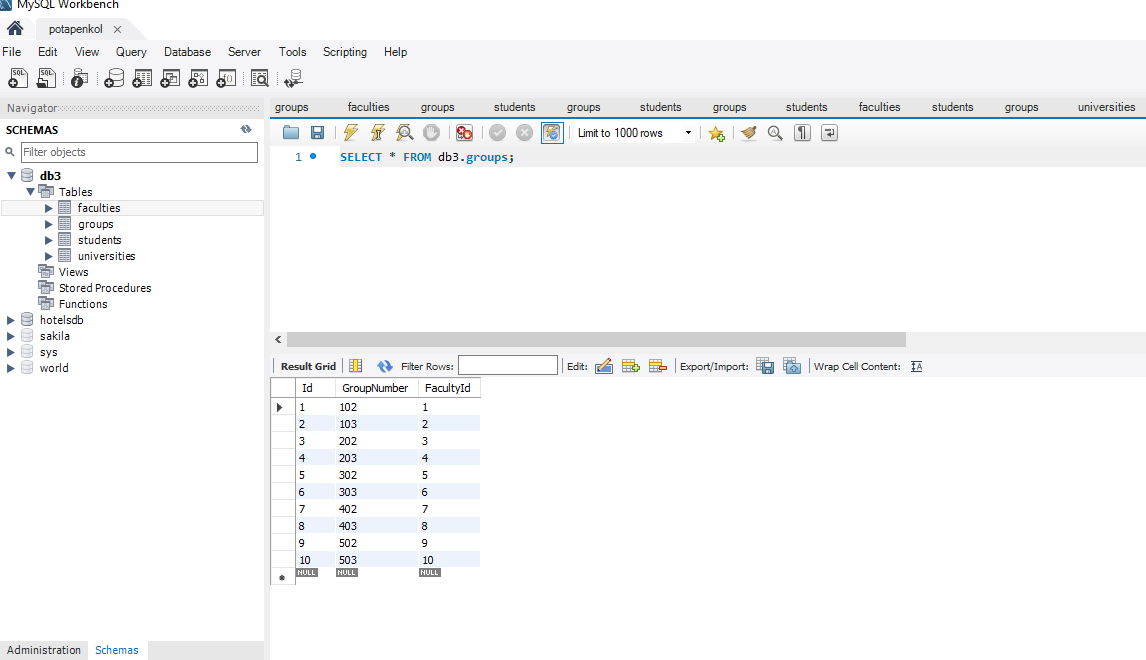 MySQL Workbench
potapenkol
File Edit View Query Database Server Tools Scripting Help
Navigator
SCHEMAS
Filter objects
db3
Tables
faculties
groups
students
universities
Views
Stored Procedures
Functions
hotelsdb
sakila
sys
world
Administration Schemas
groups faculties groups students groups students groups students faculties students groups universities
Limit to 1000 rows
1 SELECT * FROM db3.groups;
Result Grid Filter Rows: Edit: Export/Import: Wrap Cell Content:
Id GroupNumber FacultyId
1 102 1
2 103 2
3 202 3
4 203 4
5 302 5
6 303 6
7 402 7
8 403 8
9 502 9
10 503 10
NULL NULL NULL